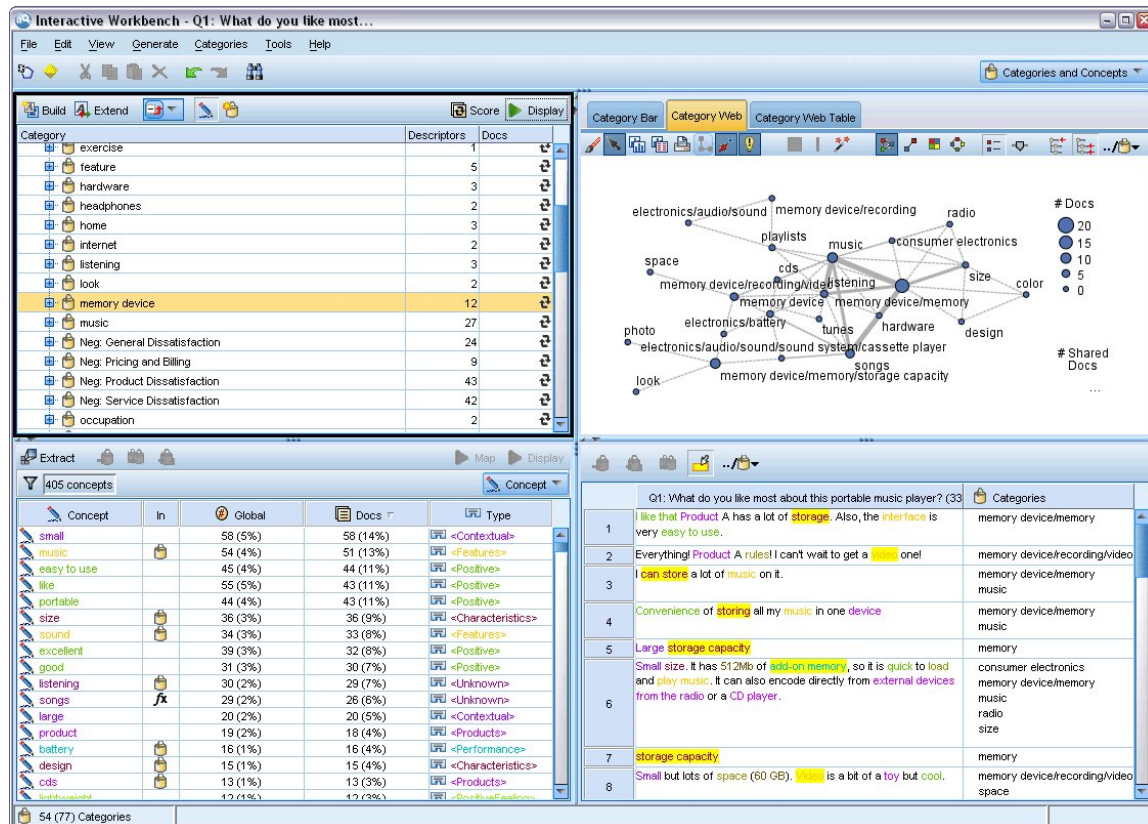 Interactive Workbench - Q1: What do you like most...
File Edit View Generate Categories Tools Help
Categories and Concepts
Build Extend Score Display
Category Descriptors Docs
exercise 1
feature 5
hardware 3
headphones 2
home 3
internet 2
listening 3
look 2
memory device 12
music 27
Neg: General Dissatisfaction 24
Neg: Pricing and Billing 9
Neg: Product Dissatisfaction 43
Neg: Service Dissatisfaction 42
occupation 2
Category Bar Category Web Category Web Table
../
electronics/audio/sound memory device/recording radio
playlists music consumer electronics
space cds size
memory device/recording/video listening color
memory device memory device/memory
photo electronics/battery tunes hardware design
electronics/audio/sound/sound system/cassette player
look memory device/memory/storage capacity songs
# Docs
20
15
10
5
0
# Shared
Docs
...
Extract Map Display
405 concepts Concept
Concept In Global Docs Type
small 58 (5%) 58 (14%) <Contextual>
music 54 (4%) 51 (13%) <Features>
easy to use 45 (4%) 44 (11%) <Positive>
like 55 (5%) 43 (11%) <Positive>
portable 44 (4%) 43 (11%) <Positive>
size 36 (3%) 36 (9%) <Characteristics>
sound 34 (3%) 33 (8%) <Features>
excellent 39 (3%) 32 (8%) <Positive>
good 31 (3%) 30 (7%) <Positive>
listening 30 (2%) 29 (7%) <Unknown>
songs fx 29 (2%) 26 (6%) <Unknown>
large 20 (2%) 20 (5%) <Contextual>
product 19 (2%) 18 (4%) <Products>
battery 16 (1%) 16 (4%) <Performance>
design 15 (1%) 15 (4%) <Characteristics>
cds 13 (1%) 13 (3%) <Products>
lightweight 12 (1%) 12 (3%) <PositiveFeeling>
../
Q1: What do you like most about this portable music player? (33 Categories
1 I like that Product A has a lot of storage. Also, the interface is memory device/memory
very easy to use.
2 Everything! Product A rules! I can't wait to get a video one! memory device/recording/video
3 I can store a lot of music on it. memory device/memory
music
4 Convenience of storing all my music in one device memory device/memory
music
5 Large storage capacity memory
6 Small size. It has 512Mb of add-on memory, so it is quick to load consumer electronics
and play music. It can also encode directly from external devices memory device/memory
from the radio or a CD player. music
radio
size
7 storage capacity memory
8 Small but lots of space (60 GB). Video is a bit of a toy but cool. memory device/recording/video
space
54 (77) Categories